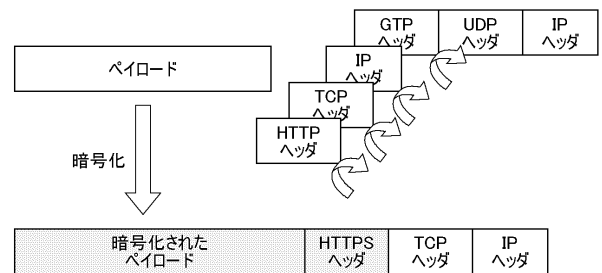 GTP
ヘッダ
UDP
ヘッダ
IP
ヘッダ
ペイロード
IP
ヘッダ
TCP
ヘッダ
HTTP
ヘッダ
暗号化
暗号化された
ペイロード
HTTPS
ヘッダ
TCP
ヘッダ
IP
ヘッダ